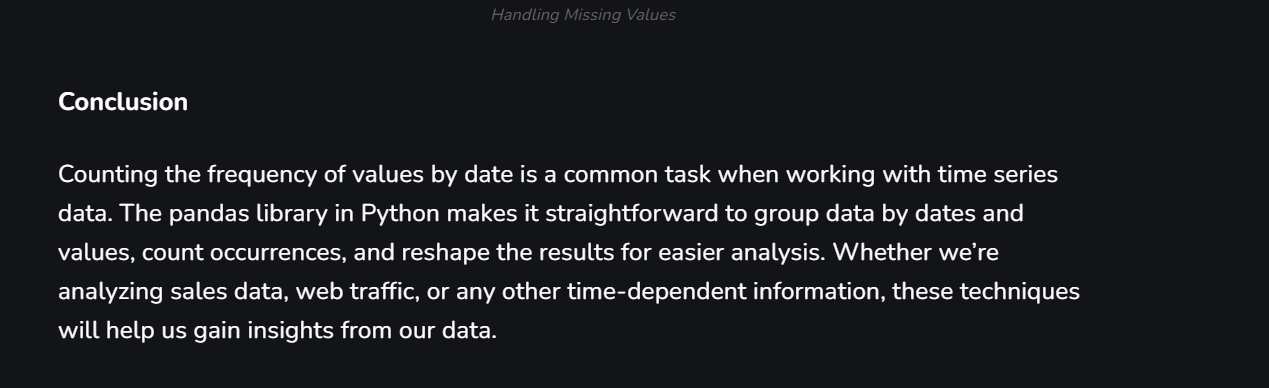 Handling Missing Values
Conclusion
Counting the frequency of values by date is a common task when working with time series
data. The pandas library in Python makes it straightforward to group data by dates and
values, count occurrences, and reshape the results for easier analysis. Whether we’re
analyzing sales data, web traffic, or any other time-dependent information, these techniques
will help us gain insights from our data.